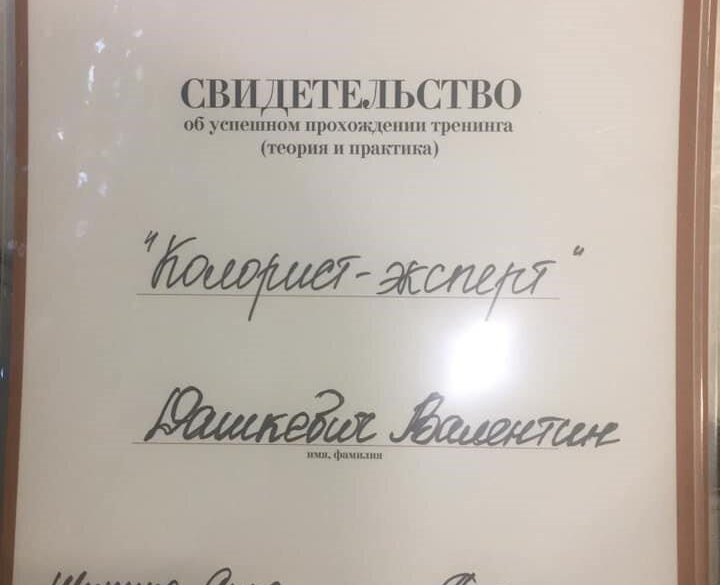 СВИДЕТЕЛЬСТВО
об успешном прохождении тренинга
(теория и практика)
"Колорист-эксперт"
Дашкевич Валентин
имя, фамилия